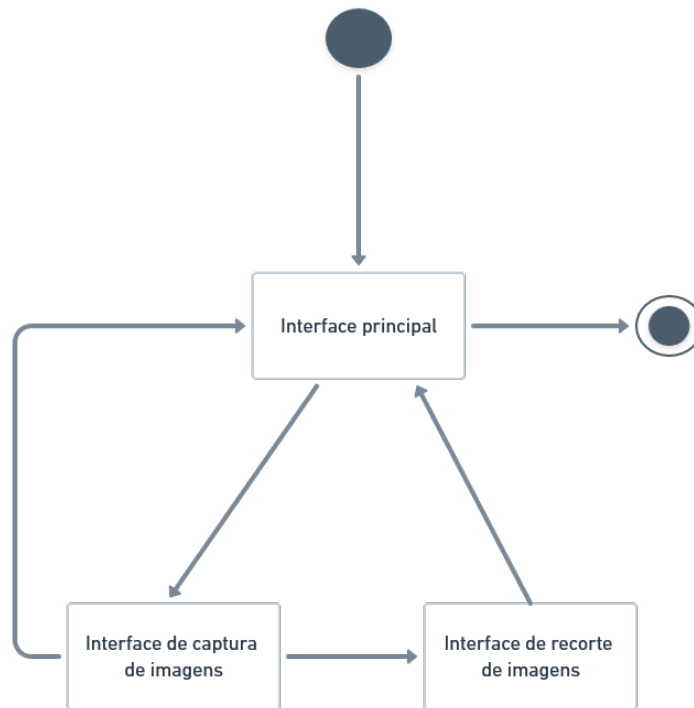 Interface principal
Interface de captura
de imagens
Interface de recorte
de imagens